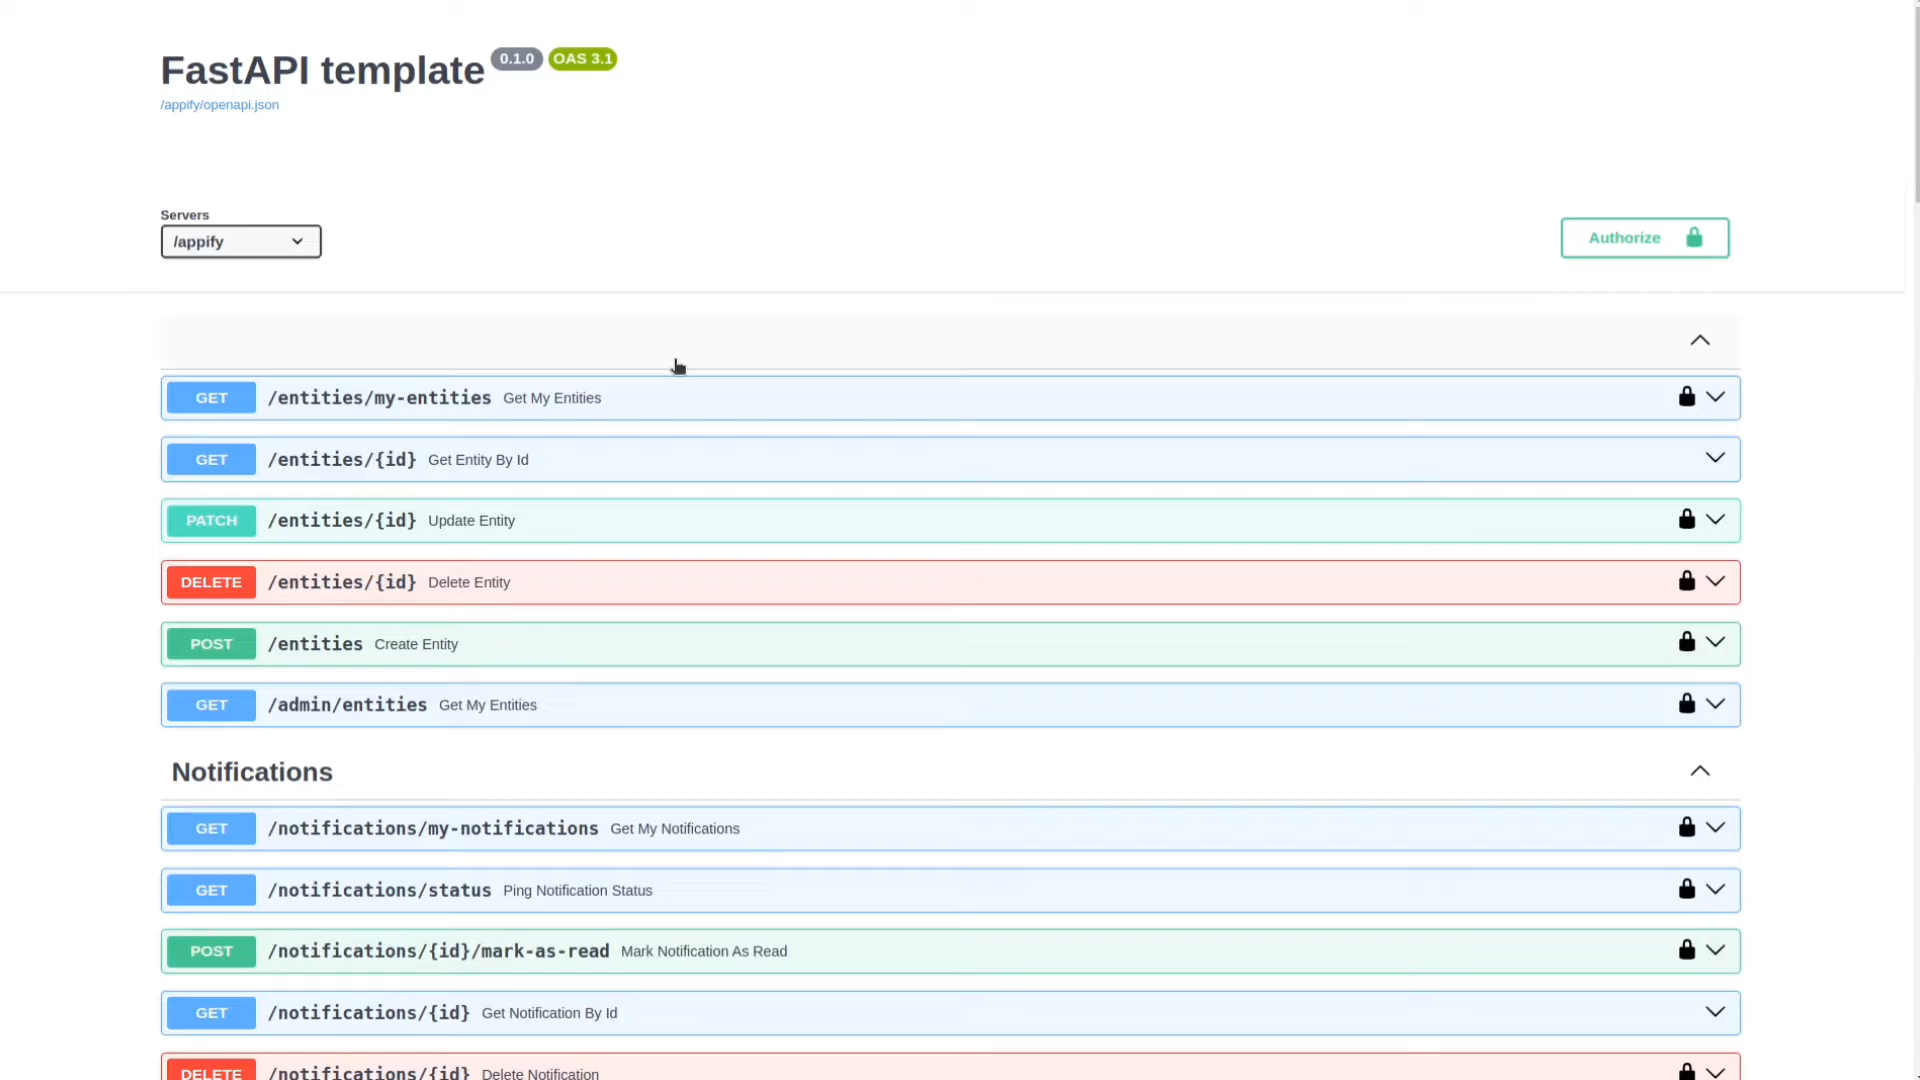 FastAPI template 0.1.0 OAS 3.1
/appify/openapi.json
Servers
/appify
Authorize
GET /entities/my-entities Get My Entities
GET /entities/{id} Get Entity By Id
PATCH /entities/{id} Update Entity
DELETE /entities/{id} Delete Entity
POST /entities Create Entity
GET /admin/entities Get My Entities
Notifications
GET /notifications/my-notifications Get My Notifications
GET /notifications/status Ping Notification Status
POST /notifications/{id}/mark-as-read Mark Notification As Read
GET /notifications/{id} Get Notification By Id
DELETE /notifications/{id} Delete Notification